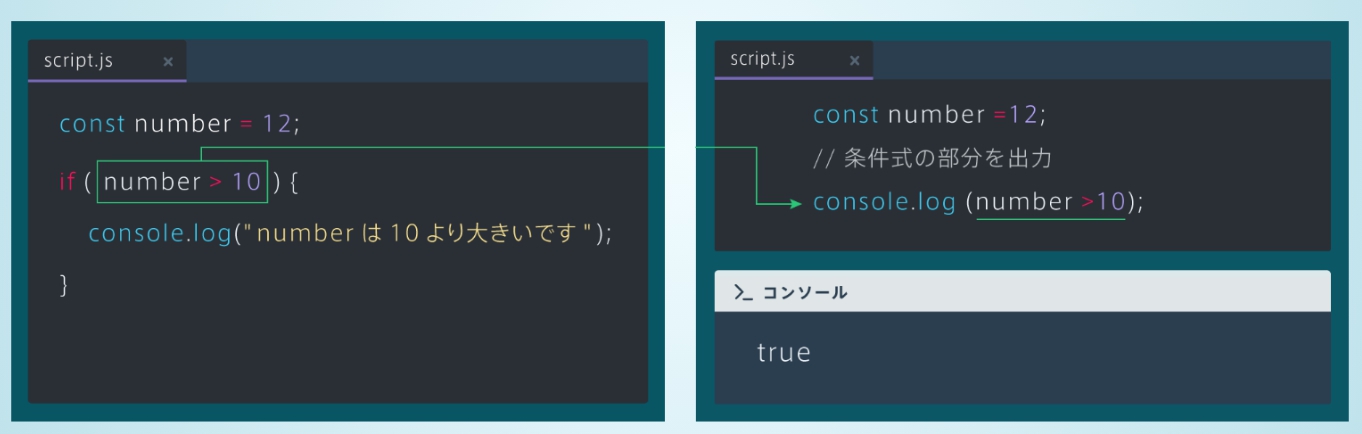 script.js ×
const number = 12;
if ( number > 10 ) {
console.log("number は 10 より大きいです");
}
script.js ×
const number =12;
// 条件式の部分を出力
console.log (number >10);
>_ コンソール
true